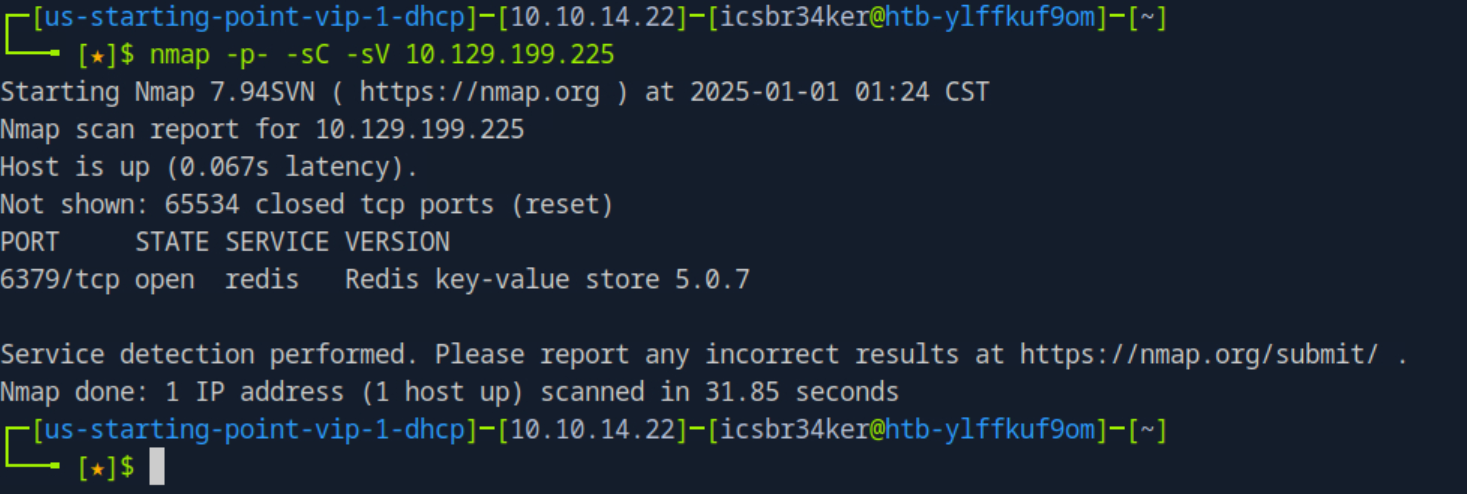 [us-starting-point-vip-1-dhcp]─[10.10.14.22]─[icsbr34ker@htb-ylffkuf9om]─[~]
[★]$ nmap -p- -sC -sV 10.129.199.225
Starting Nmap 7.94SVN ( https://nmap.org ) at 2025-01-01 01:24 CST
Nmap scan report for 10.129.199.225
Host is up (0.067s latency).
Not shown: 65534 closed tcp ports (reset)
PORT     STATE SERVICE VERSION
6379/tcp open  redis   Redis key-value store 5.0.7
Service detection performed. Please report any incorrect results at https://nmap.org/submit/ .
Nmap done: 1 IP address (1 host up) scanned in 31.85 seconds
[us-starting-point-vip-1-dhcp]─[10.10.14.22]─[icsbr34ker@htb-ylffkuf9om]─[~]
[★]$